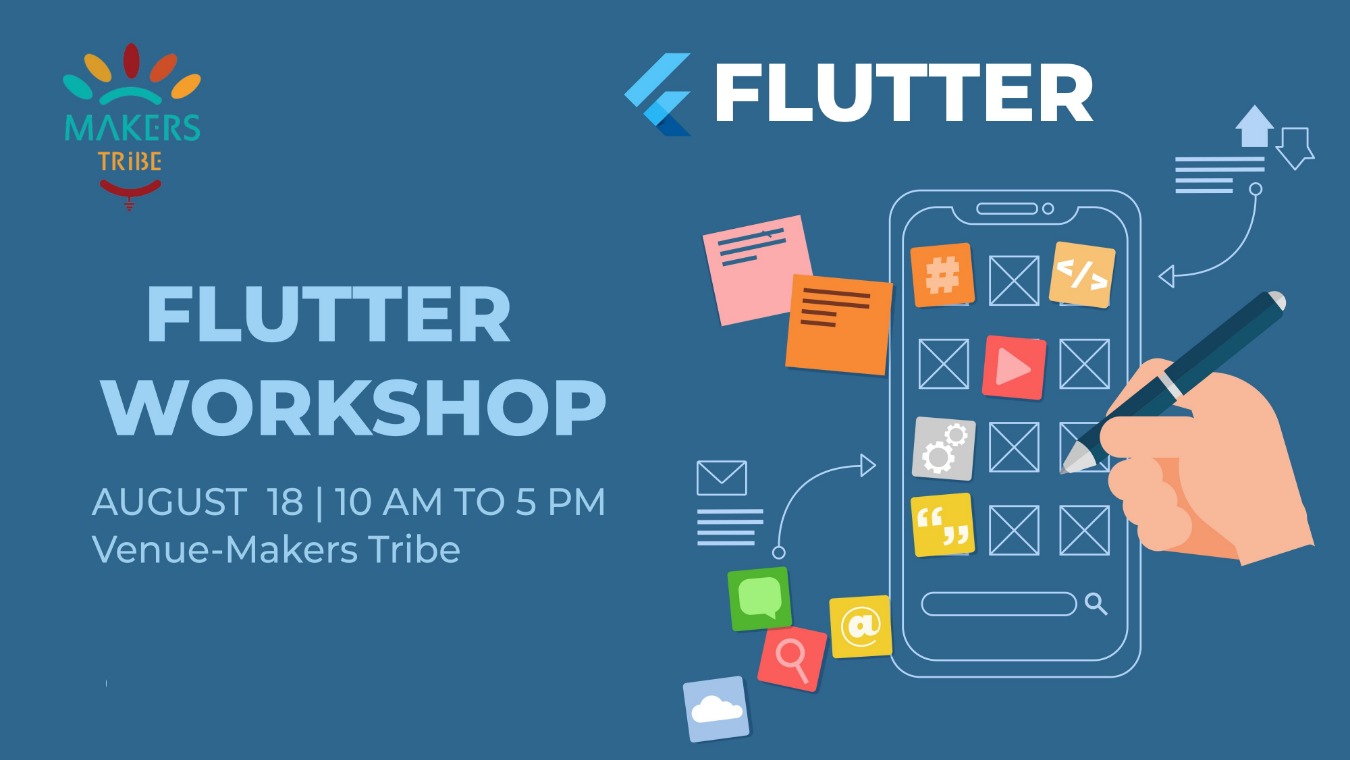 MAKERS
TRiBE
FLUTTER
FLUTTER
WORKSHOP
AUGUST 18 | 10 AM TO 5 PM
Venue-Makers Tribe
#
</>
“„
@